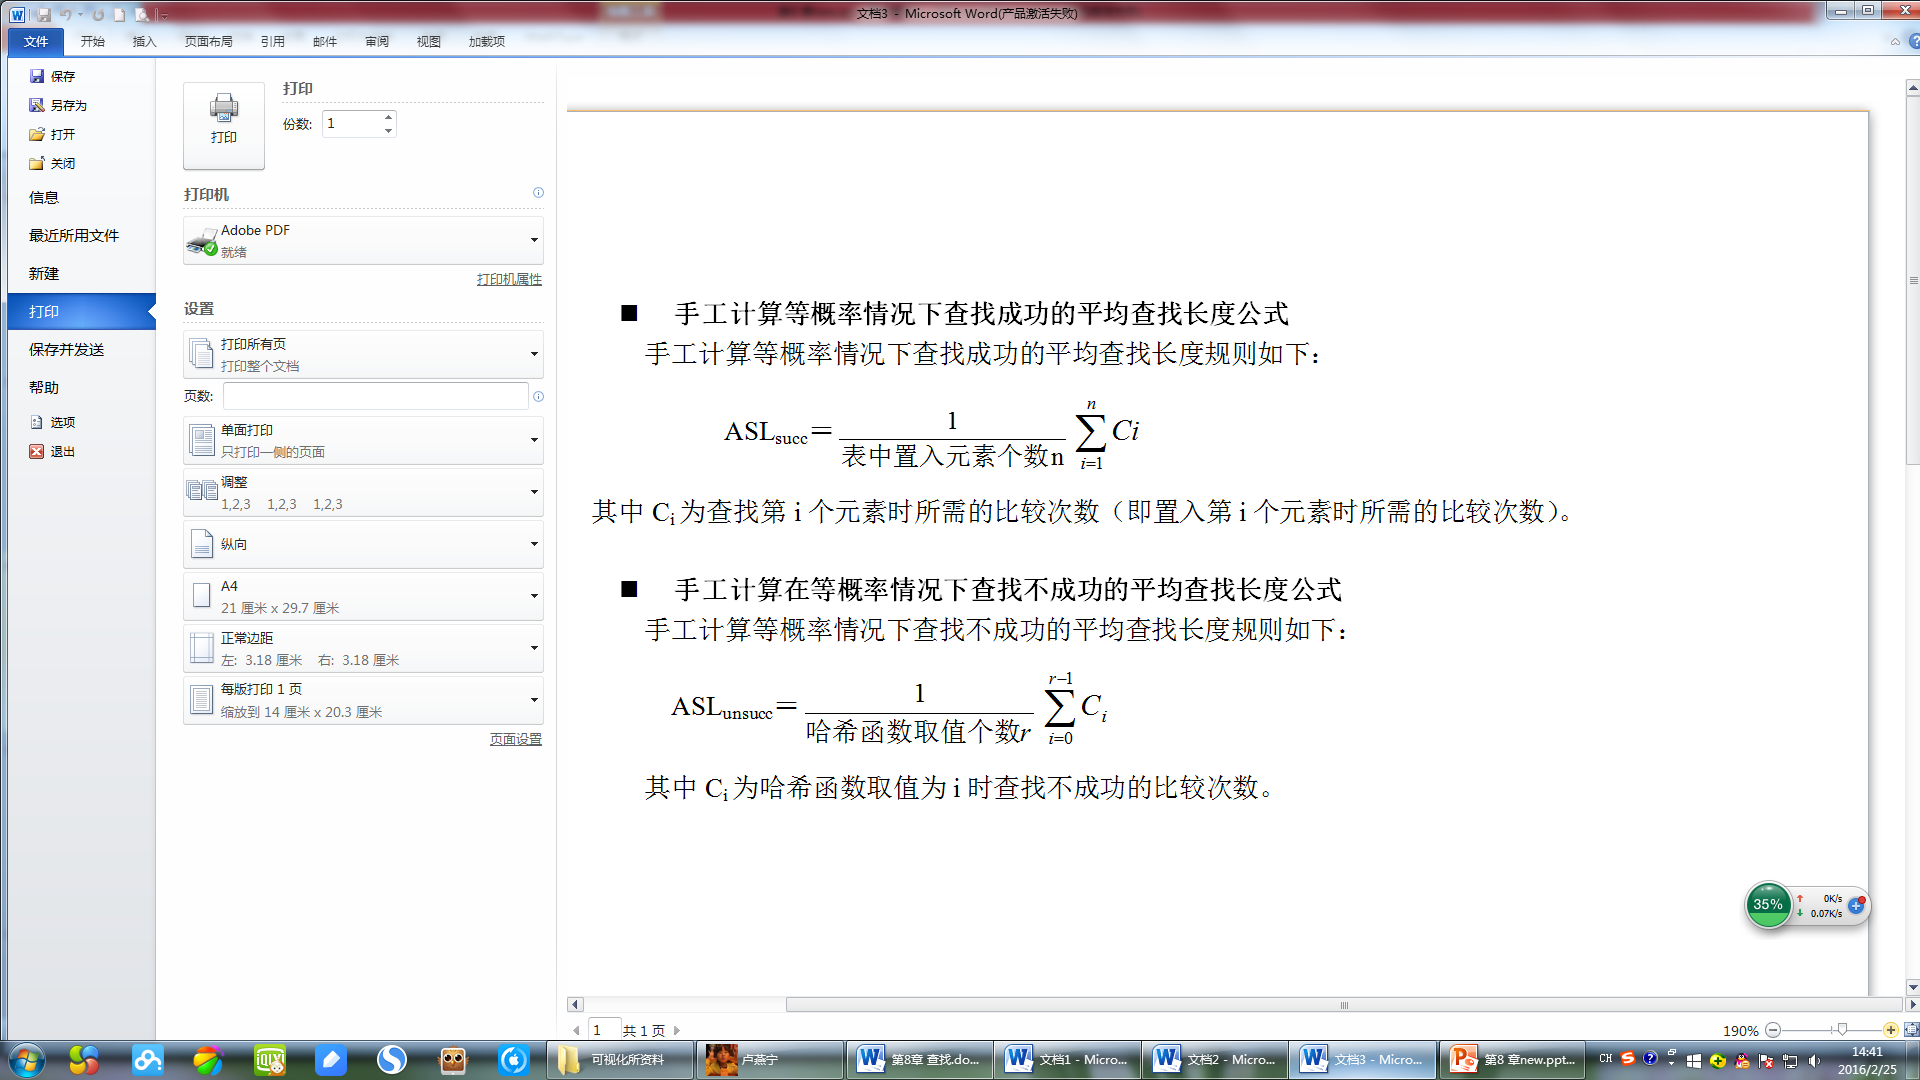 文档3 - Microsoft Word(产品激活失败)
文件 开始 插入 页面布局 引用 邮件 审阅 视图 加载项
保存
另存为
打开
关闭
信息
最近所用文件
新建
打印
保存并发送
帮助
选项
退出
打印
打印
份数: 1
打印机
Adobe PDF
就绪
打印机属性
设置
打印所有页
打印整个文档
页数:
单面打印
只打印一侧的页面
调整
1,2,3 1,2,3 1,2,3
纵向
A4
21 厘米 x 29.7 厘米
正常边距
左: 3.18 厘米 右: 3.18 厘米
每版打印 1 页
缩放到 14 厘米 x 20.3 厘米
页面设置
■ 手工计算等概率情况下查找成功的平均查找长度公式
手工计算等概率情况下查找成功的平均查找长度规则如下：
n
1
ASLsucc＝ ∑ Ci
表中置入元素个数n
i=1
其中 Ci 为查找第 i 个元素时所需的比较次数（即置入第 i 个元素时所需的比较次数）。
■ 手工计算在等概率情况下查找不成功的平均查找长度公式
手工计算等概率情况下查找不成功的平均查找长度规则如下：
r−1
1
ASLunsucc＝ ∑ Ci
哈希函数取值个数r
i=0
其中 Ci 为哈希函数取值为 i 时查找不成功的比较次数。
35% 0K/s
0.07K/s
1 共 1 页
190%
可视化所资料 卢燕宁 第8章 查找.do... 文档1 - Micro... 文档2 - Micro... 文档3 - Micro... 第8 章new.ppt...
CH
14:41
2016/2/25